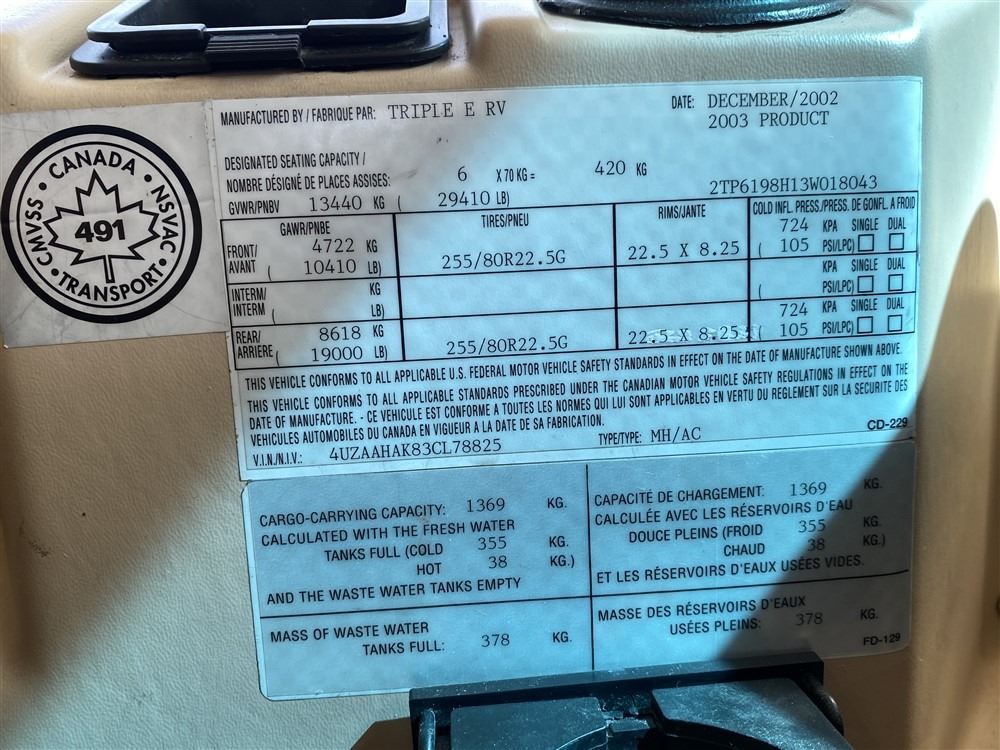 CANADA
CMVSS · NSVAC
491
TRANSPORT
MANUFACTURED BY / FABRIQUE PAR: TRIPLE E RV DATE: DECEMBER/2002
2003 PRODUCT
DESIGNATED SEATING CAPACITY /
NOMBRE DÉSIGNÉ DE PLACES ASSISES: 6 X 70 KG = 420 KG
2TP6198H13W018043
GVWR/PNBV 13440 KG ( 29410 LB)
GAWR/PNBE TIRES/PNEU RIMS/JANTE COLD INFL. PRESS./PRESS. DE GONFL. A FROID
FRONT/ 4722 KG 724 KPA SINGLE DUAL
AVANT ( 10410 LB) 255/80R22.5G 22.5 X 8.25 ( 105 PSI/LPC)
INTERM/ KG KPA SINGLE DUAL
INTERM ( LB) ( PSI/LPC)
REAR/ 8618 KG 724 KPA SINGLE DUAL
ARRIÈRE ( 19000 LB) 255/80R22.5G 22.5 X 8.25 ( 105 PSI/LPC)
THIS VEHICLE CONFORMS TO ALL APPLICABLE U.S. FEDERAL MOTOR VEHICLE SAFETY STANDARDS IN EFFECT ON THE DATE OF MANUFACTURE SHOWN ABOVE.
THIS VEHICLE CONFORMS TO ALL APPLICABLE STANDARDS PRESCRIBED UNDER THE CANADIAN MOTOR VEHICLE SAFETY REGULATIONS IN EFFECT ON THE
DATE OF MANUFACTURE. - CE VEHICULE EST CONFORME A TOUTES LES NORMES QUI LUI SONT APPLICABLES EN VERTU DU REGLEMENT SUR LA SECURITE DES
VEHICULES AUTOMOBILES DU CANADA EN VIGUEUR A LA DATE DE SA FABRICATION. CD-229
V.I.N./N.I.V.: 4UZAAHAK83CL78825 TYPE/TYPE: MH/AC
CARGO-CARRYING CAPACITY: 1369 KG.
CALCULATED WITH THE FRESH WATER
TANKS FULL (COLD 355 KG.
HOT 38 KG.)
AND THE WASTE WATER TANKS EMPTY
MASS OF WASTE WATER
TANKS FULL: 378 KG.
CAPACITÉ DE CHARGEMENT: 1369 KG.
CALCULÉE AVEC LES RÉSERVOIRS D'EAU
DOUCE PLEINS (FROID 355 KG.
CHAUD 38 KG.)
ET LES RÉSERVOIRS D'EAUX USÉES VIDES.
MASSE DES RÉSERVOIRS D'EAUX
USÉES PLEINS: 378 KG.
FD-129